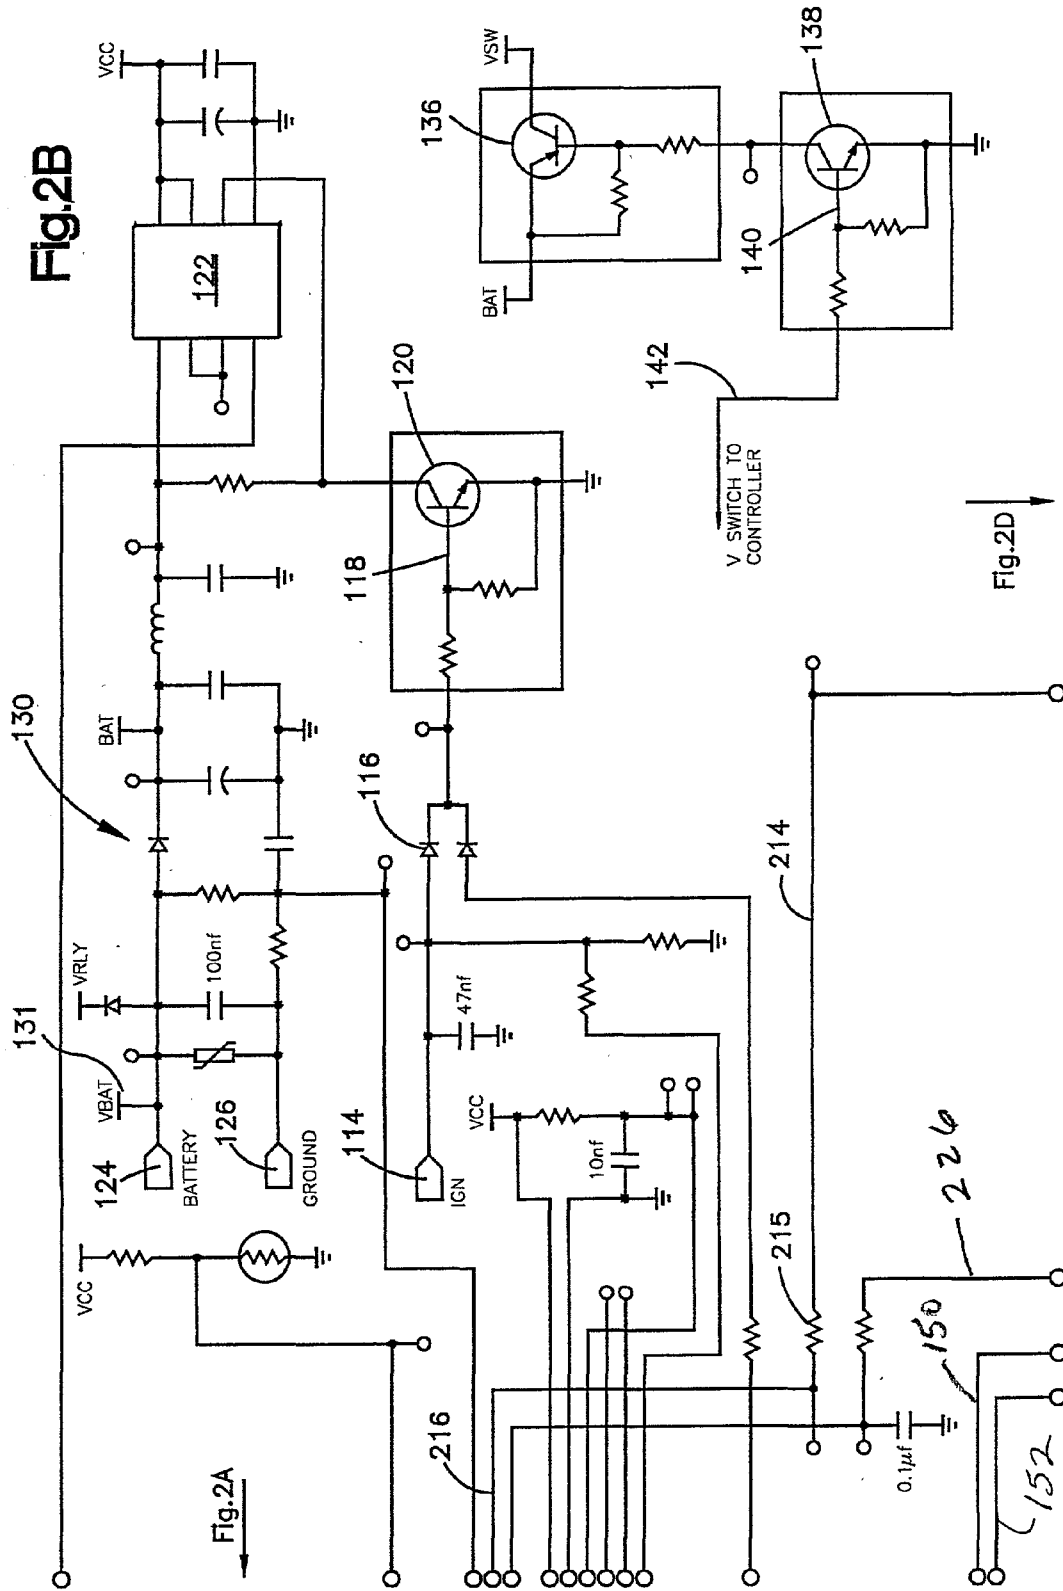 Fig.2B
130
131
124
VBAT
BATTERY
VRLY
100nf
126
GROUND
BAT
122
VCC
VCC
Fig.2A
114
IGN
47nf
116
118
120
VCC
10nf
136
BAT
VSW
138
140
142
V SWITCH TO
CONTROLLER
Fig.2D
216
215
214
0.1µf
226
150
152